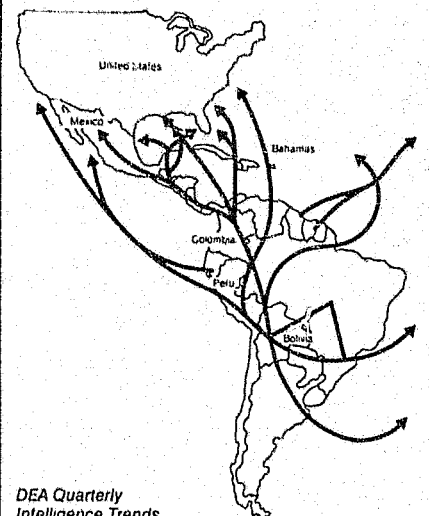 United States
Mexico
Bahamas
Colombia
Peru
Bolivia
DEA Quarterly
Intelligence Trends